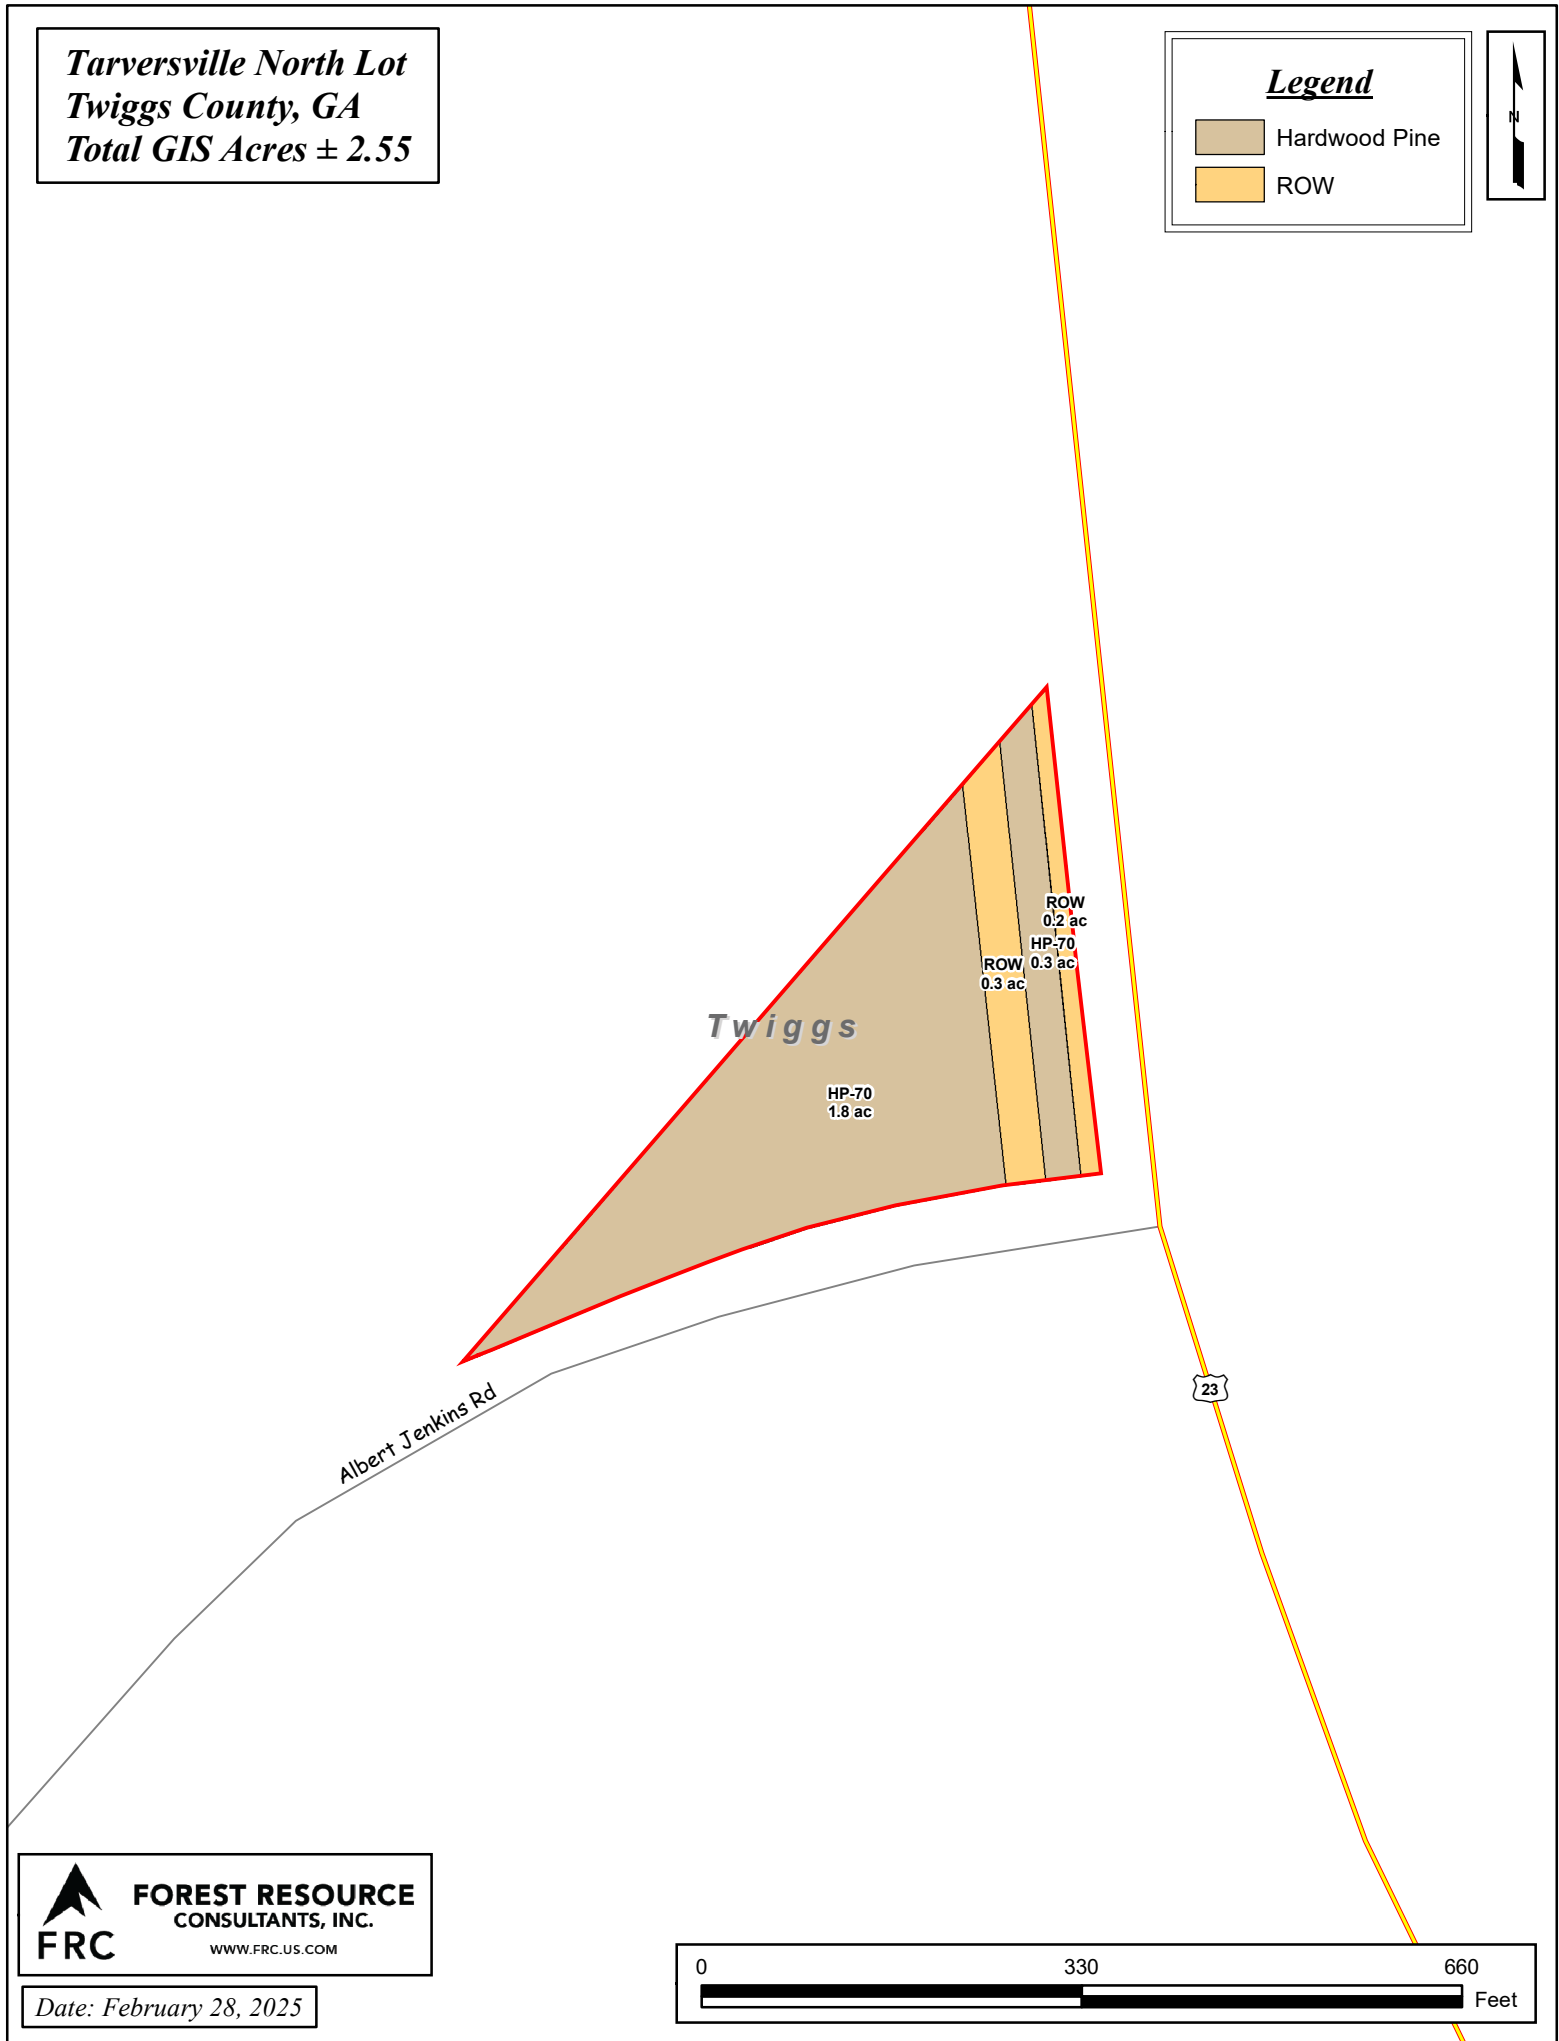 Tarversville North Lot
Twiggs County, GA
Total GIS Acres ± 2.55
Legend
Hardwood Pine
ROW
N
ROW
0.2 ac
HP-70
0.3 ac
ROW
0.3 ac
Twiggs
HP-70
1.8 ac
Albert Jenkins Rd
23
FRC
FOREST RESOURCE
CONSULTANTS, INC.
WWW.FRC.US.COM
Date: February 28, 2025
0 330 660
Feet